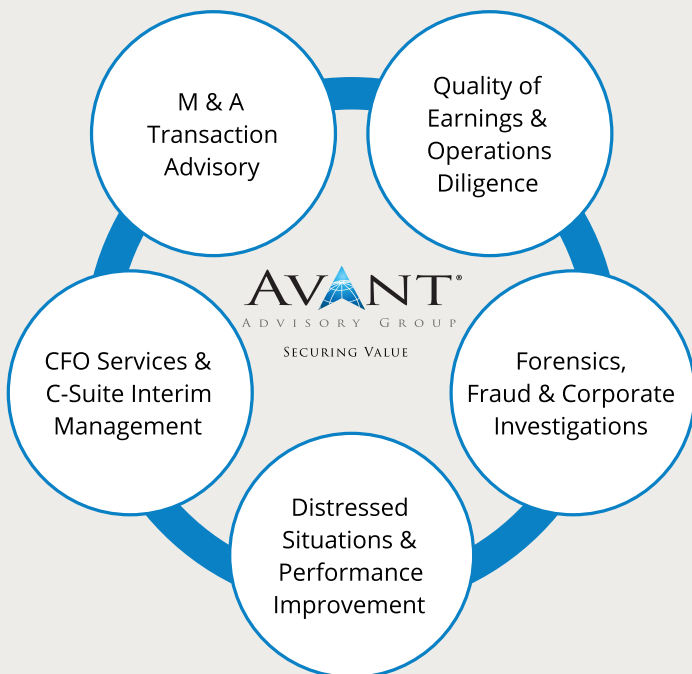 M & A
Transaction
Advisory
Quality of
Earnings &
Operations
Diligence
AVANT®
ADVISORY GROUP
SECURING VALUE
CFO Services &
C-Suite Interim
Management
Forensics,
Fraud & Corporate
Investigations
Distressed
Situations &
Performance
Improvement